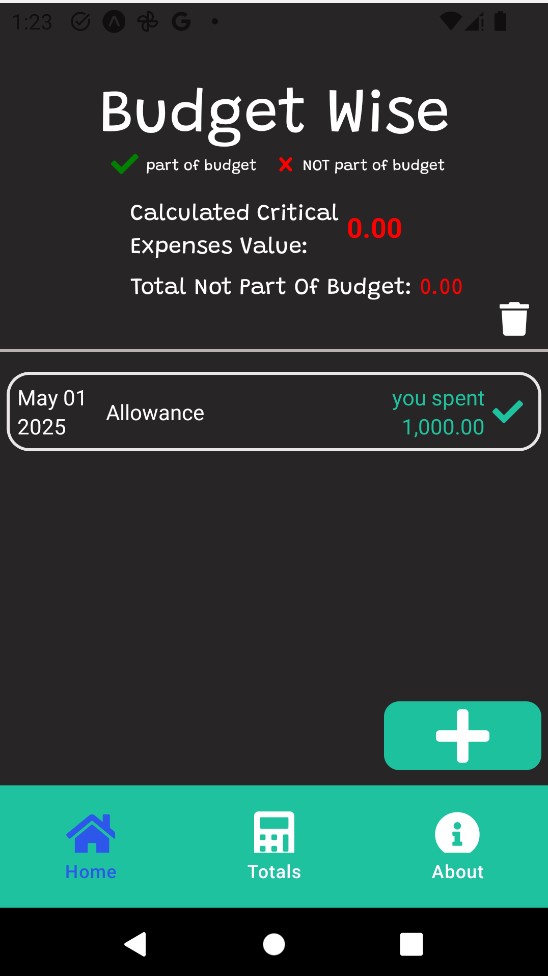 1:23
Budget Wise
part of budget NOT part of budget
Calculated Critical
Expenses Value: 0.00
Total Not Part Of Budget: 0.00
May 01
2025
Allowance
you spent
1,000.00
Home Totals About